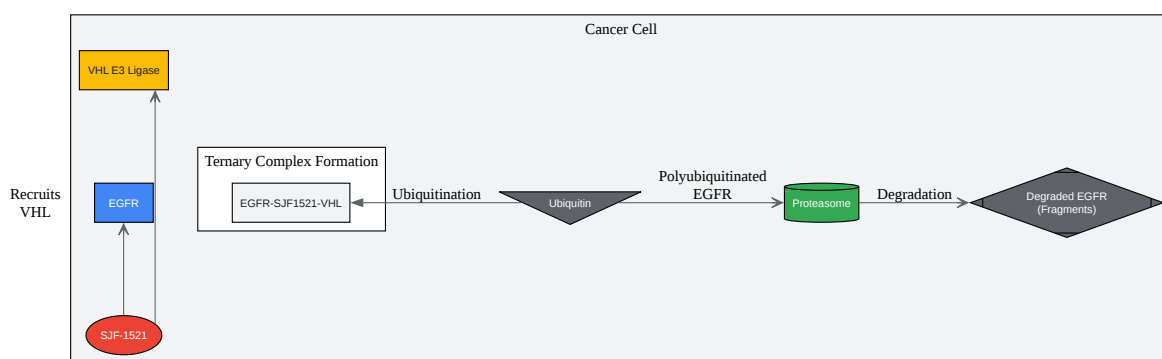 Cancer Cell
VHL E3 Ligase
Ternary Complex Formation
Recruits
VHL
EGFR
EGFR-SJF1521-VHL
Ubiquitination
Ubiquitin
Polyubiquitinated
EGFR
Proteasome
Degradation
Degraded EGFR
(Fragments)
SJF-1521